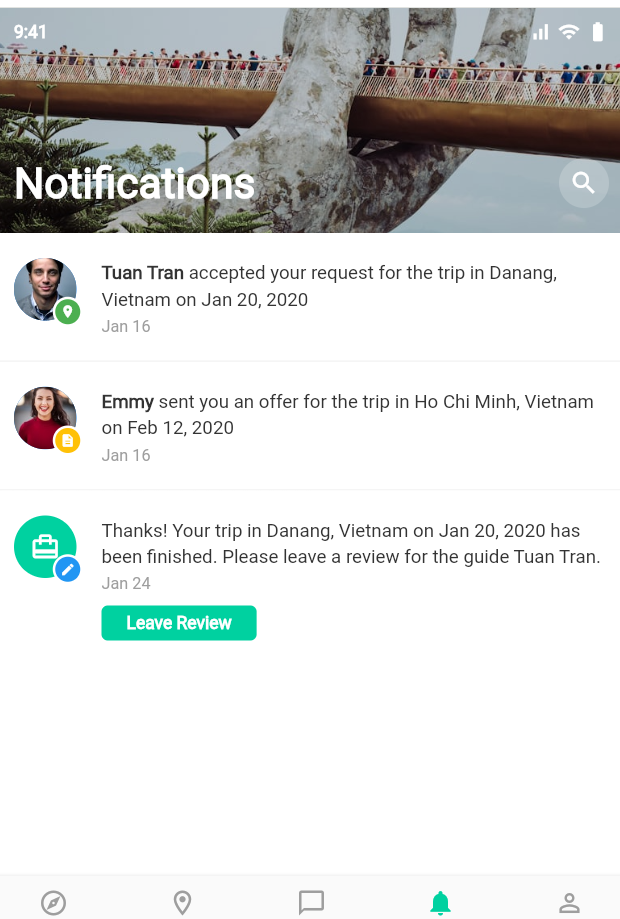 9:41
Notifications
Tuan Tran accepted your request for the trip in Danang,
Vietnam on Jan 20, 2020
Jan 16
Emmy sent you an offer for the trip in Ho Chi Minh, Vietnam
on Feb 12, 2020
Jan 16
Thanks! Your trip in Danang, Vietnam on Jan 20, 2020 has
been finished. Please leave a review for the guide Tuan Tran.
Jan 24
Leave Review